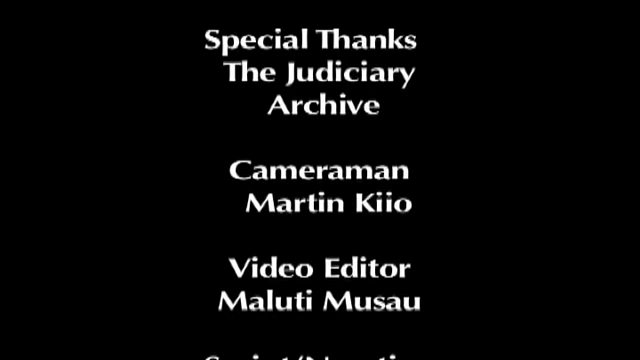 Special Thanks
The Judiciary
Archive
Cameraman
Martin Kiio
Video Editor
Maluti Musau